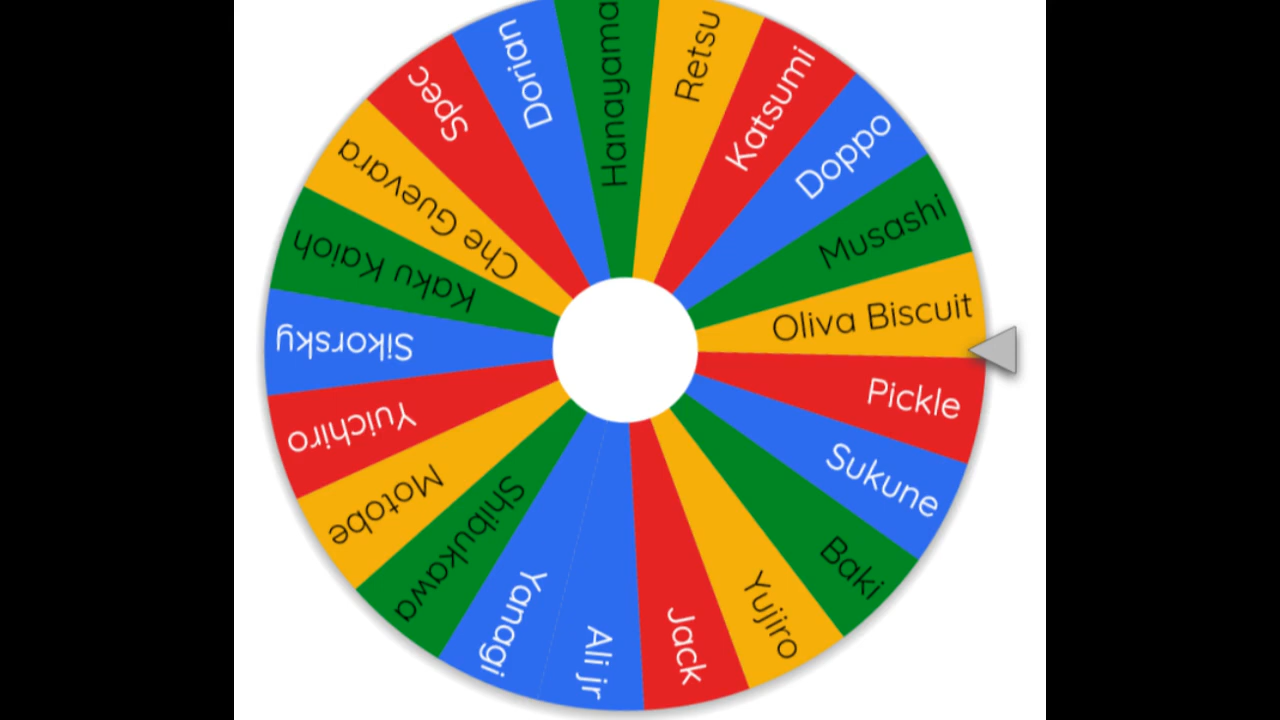 Hanayama
Retsu
Katsumi
Doppo
Musashi
Oliva Biscuit
Pickle
Sukune
Baki
Yujiro
Jack
Ali jr
Yanagi
Shibukawa
Motobe
Yuichiro
Sikorsky
Kaku Kaioh
Che Guevara
Spec
Dorian